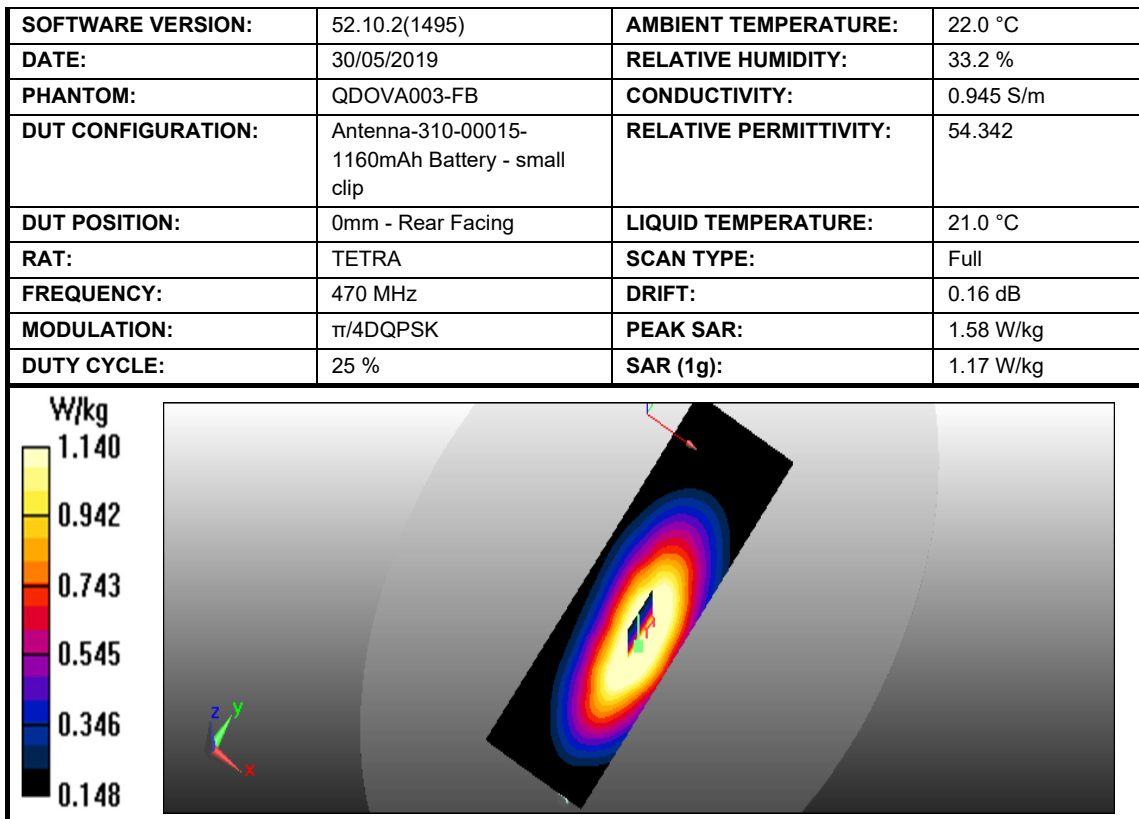 SOFTWARE VERSION: 52.10.2(1495) AMBIENT TEMPERATURE: 22.0 °C
DATE: 30/05/2019 RELATIVE HUMIDITY: 33.2 %
PHANTOM: QDOVA003-FB CONDUCTIVITY: 0.945 S/m
DUT CONFIGURATION: Antenna-310-00015- RELATIVE PERMITTIVITY: 54.342
1160mAh Battery - small
clip
DUT POSITION: 0mm - Rear Facing LIQUID TEMPERATURE: 21.0 °C
RAT: TETRA SCAN TYPE: Full
FREQUENCY: 470 MHz DRIFT: 0.16 dB
MODULATION: π/4DQPSK PEAK SAR: 1.58 W/kg
DUTY CYCLE: 25 % SAR (1g): 1.17 W/kg
W/kg
1.140
0.942
0.743
0.545
0.346
0.148
z y
x